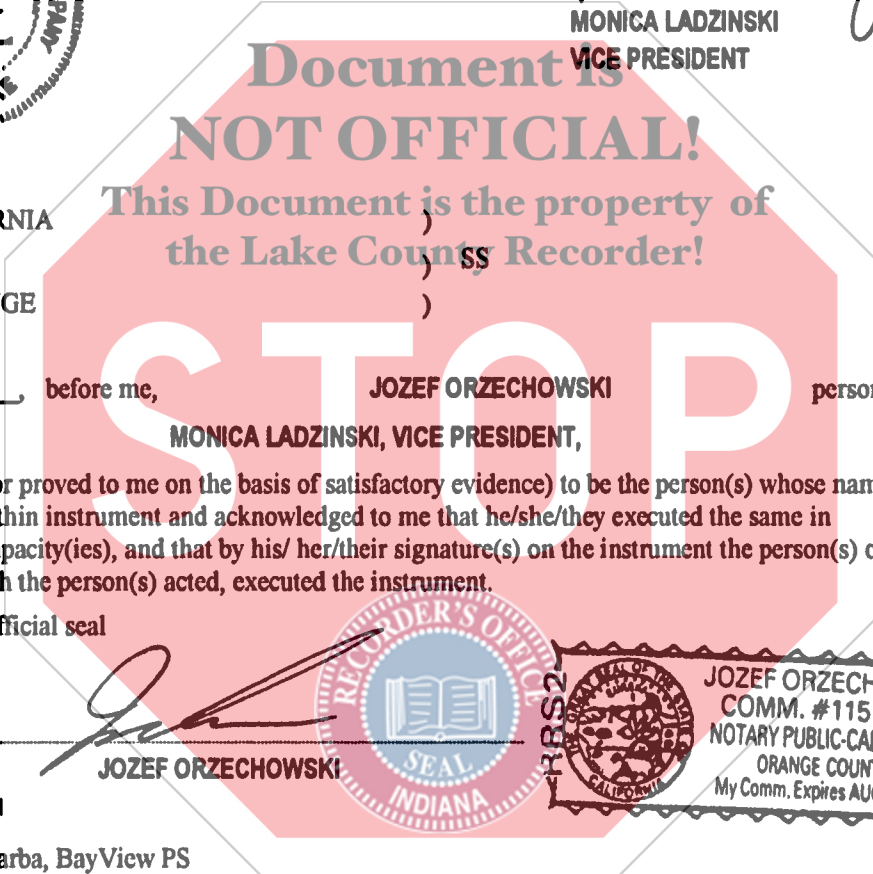 PANY
MONICA LADZINSKI
VICE PRESIDENT
Document is
NOT OFFICIAL!
This Document is the property of
the Lake County Recorder!
STOP
RNIA )
) SS
GE )
before me, JOZEF ORZECHOWSKI person
MONICA LADZINSKI, VICE PRESIDENT,
r proved to me on the basis of satisfactory evidence) to be the person(s) whose nam
thin instrument and acknowledged to me that he/she/they executed the same in
pacity(ies), and that by his/ her/their signature(s) on the instrument the person(s) o
h the person(s) acted, executed the instrument.
fficial seal
RECORDER'S OFFICE
SEAL
INDIANA
JOZEF ORZECHOWSKI
RBS2
CALIFORNIA
JOZEF ORZECH
COMM. #115
NOTARY PUBLIC-CAL
ORANGE COUN
My Comm. Expires AU
arba, BayView PS